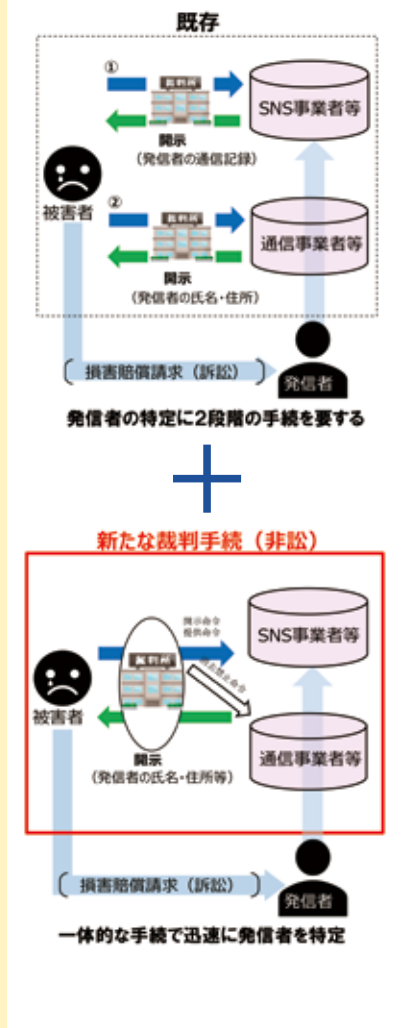 既存
①
裁判所
SNS事業者等
開示
(発信者の通信記録)
被害者
②
裁判所
通信事業者等
開示
(発信者の氏名・住所)
損害賠償請求（訴訟）
発信者
発信者の特定に2段階の手続を要する
新たな裁判手続（非訟）
開示命令
提供命令
裁判所
SNS事業者等
消去禁止命令
被害者
通信事業者等
開示
(発信者の氏名・住所等)
損害賠償請求（訴訟）
発信者
一体的な手続で迅速に発信者を特定